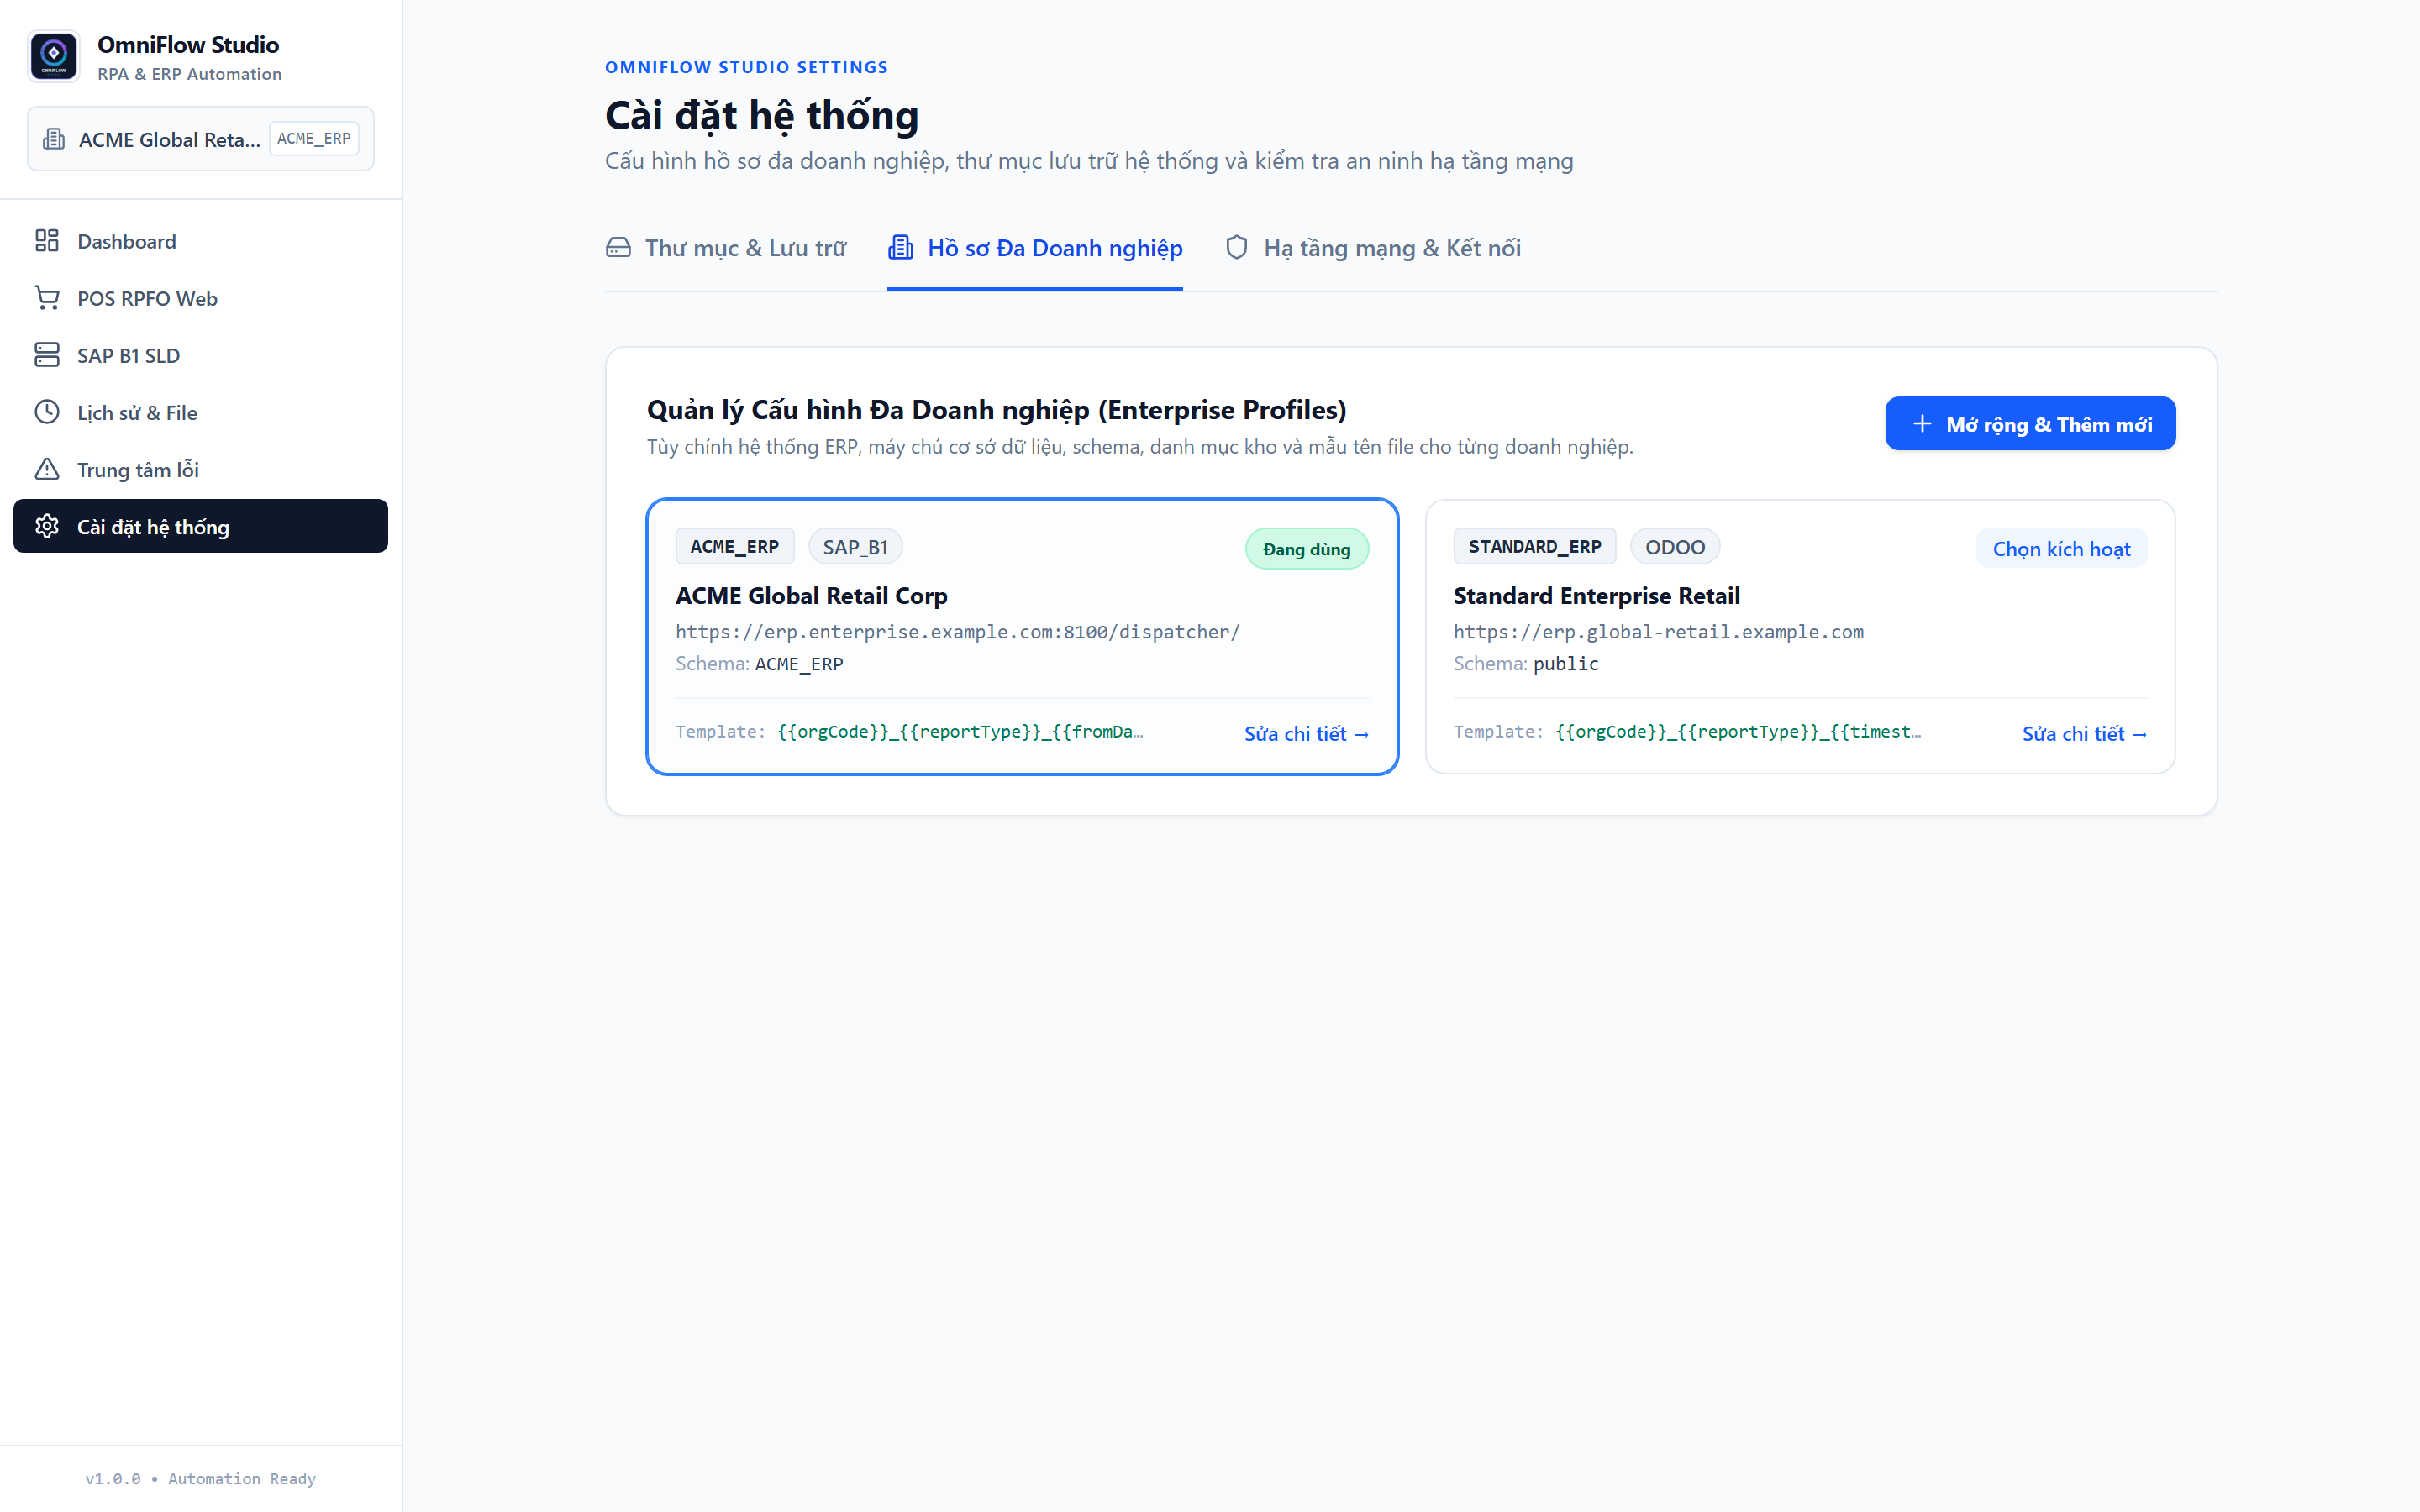 OmniFlow Studio
RPA & ERP Automation
ACME Global Reta... ACME_ERP
Dashboard
POS RPFO Web
SAP B1 SLD
Lịch sử & File
Trung tâm lỗi
Cài đặt hệ thống
v1.0.0 • Automation Ready
OMNIFLOW STUDIO SETTINGS
Cài đặt hệ thống
Cấu hình hồ sơ đa doanh nghiệp, thư mục lưu trữ hệ thống và kiểm tra an ninh hạ tầng mạng
Thư mục & Lưu trữ Hồ sơ Đa Doanh nghiệp Hạ tầng mạng & Kết nối
Quản lý Cấu hình Đa Doanh nghiệp (Enterprise Profiles)
Tùy chỉnh hệ thống ERP, máy chủ cơ sở dữ liệu, schema, danh mục kho và mẫu tên file cho từng doanh nghiệp.
Mở rộng & Thêm mới
ACME_ERP SAP_B1 Đang dùng
ACME Global Retail Corp
https://erp.enterprise.example.com:8100/dispatcher/
Schema: ACME_ERP
Template: {{orgCode}}_{{reportType}}_{{fromDa… Sửa chi tiết →
STANDARD_ERP ODOO Chọn kích hoạt
Standard Enterprise Retail
https://erp.global-retail.example.com
Schema: public
Template: {{orgCode}}_{{reportType}}_{{timest… Sửa chi tiết →